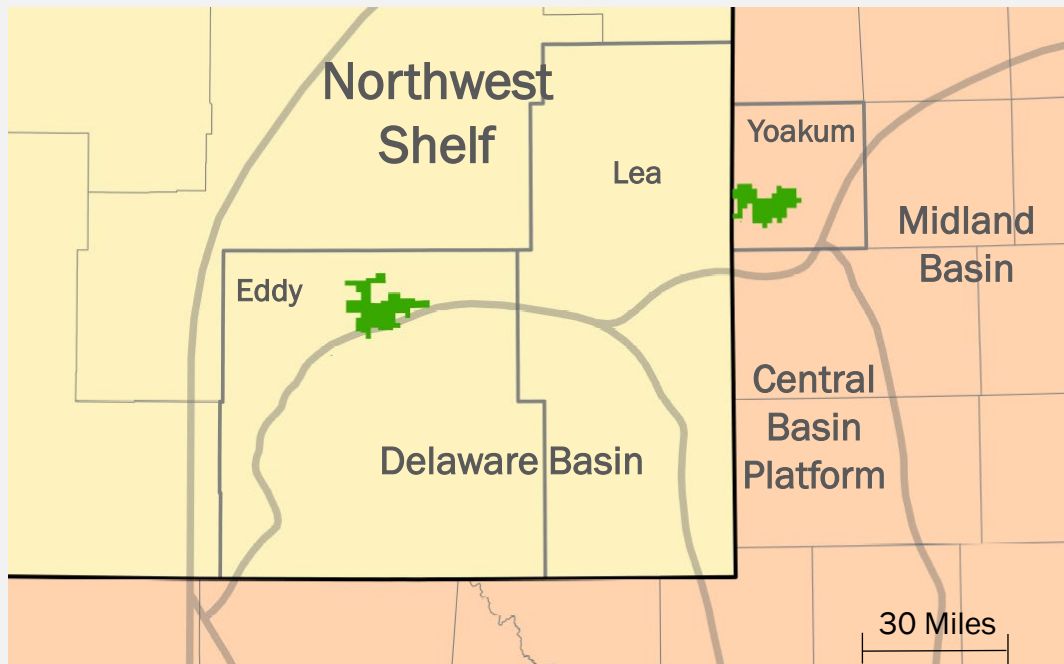 Northwest
Shelf
Yoakum
Lea
Midland
Basin
Eddy
Central
Basin
Platform
Delaware Basin
30 Miles